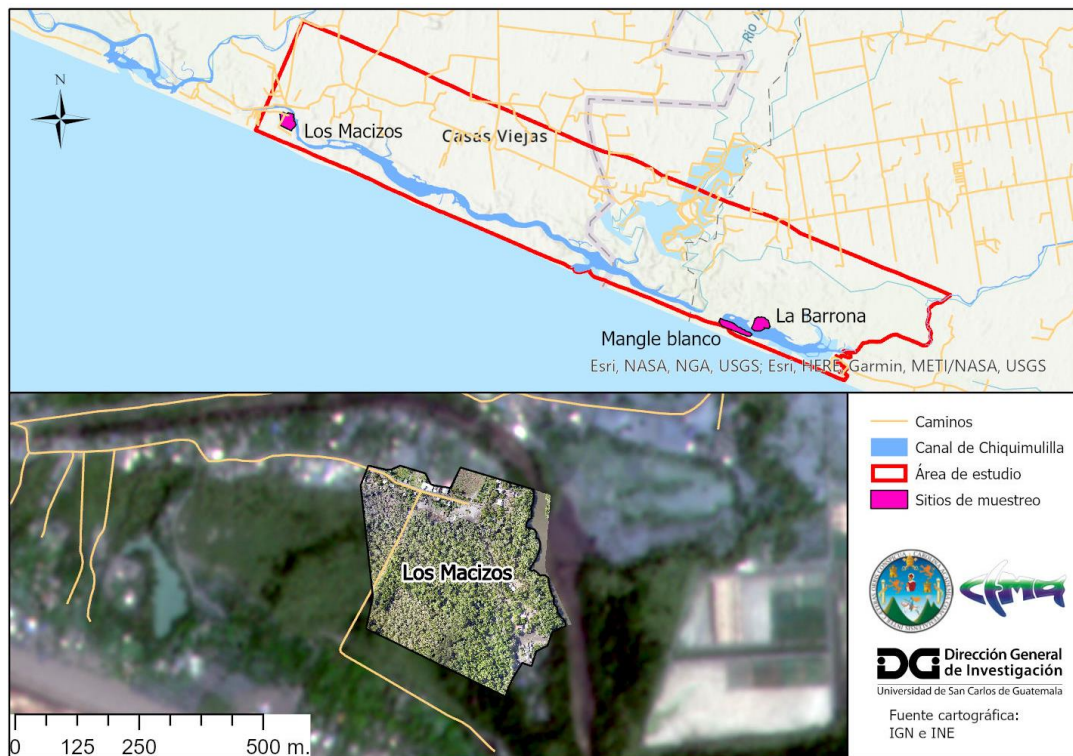 N
Río
Los Macizos
Casas Viejas
La Barrona
Mangle blanco
Esri, NASA, NGA, USGS; Esri, HERE, Garmin, METI/NASA, USGS
Los Macizos
0 125 250 500 m.
Caminos
Canal de Chiquimulilla
Área de estudio
Sitios de muestreo
cema
DGi Dirección General
de Investigación
Universidad de San Carlos de Guatemala
Fuente cartográfica:
IGN e INE